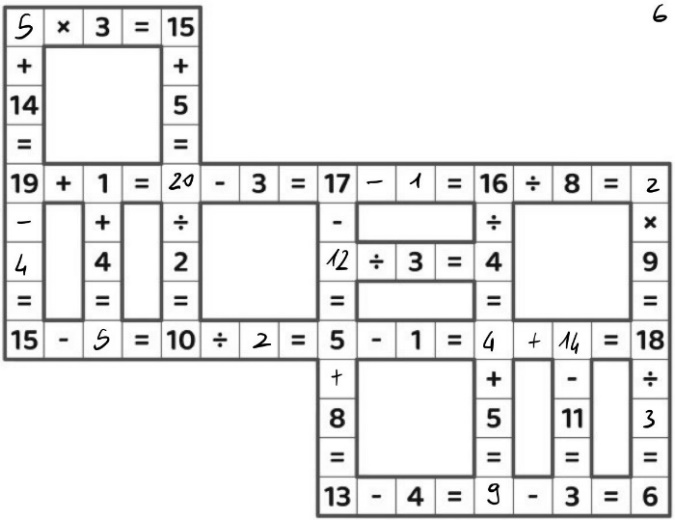 6
5 × 3 = 15
+ +
14 5
= =
19 + 1 = 20 - 3 = 17 - 1 = 16 ÷ 8 = 2
- + ÷ - ÷ ×
4 4 2 12 ÷ 3 = 4 9
= = = = = =
15 - 5 = 10 ÷ 2 = 5 - 1 = 4 + 14 = 18
+ + - ÷
8 5 11 3
= = = =
13 - 4 = 9 - 3 = 6